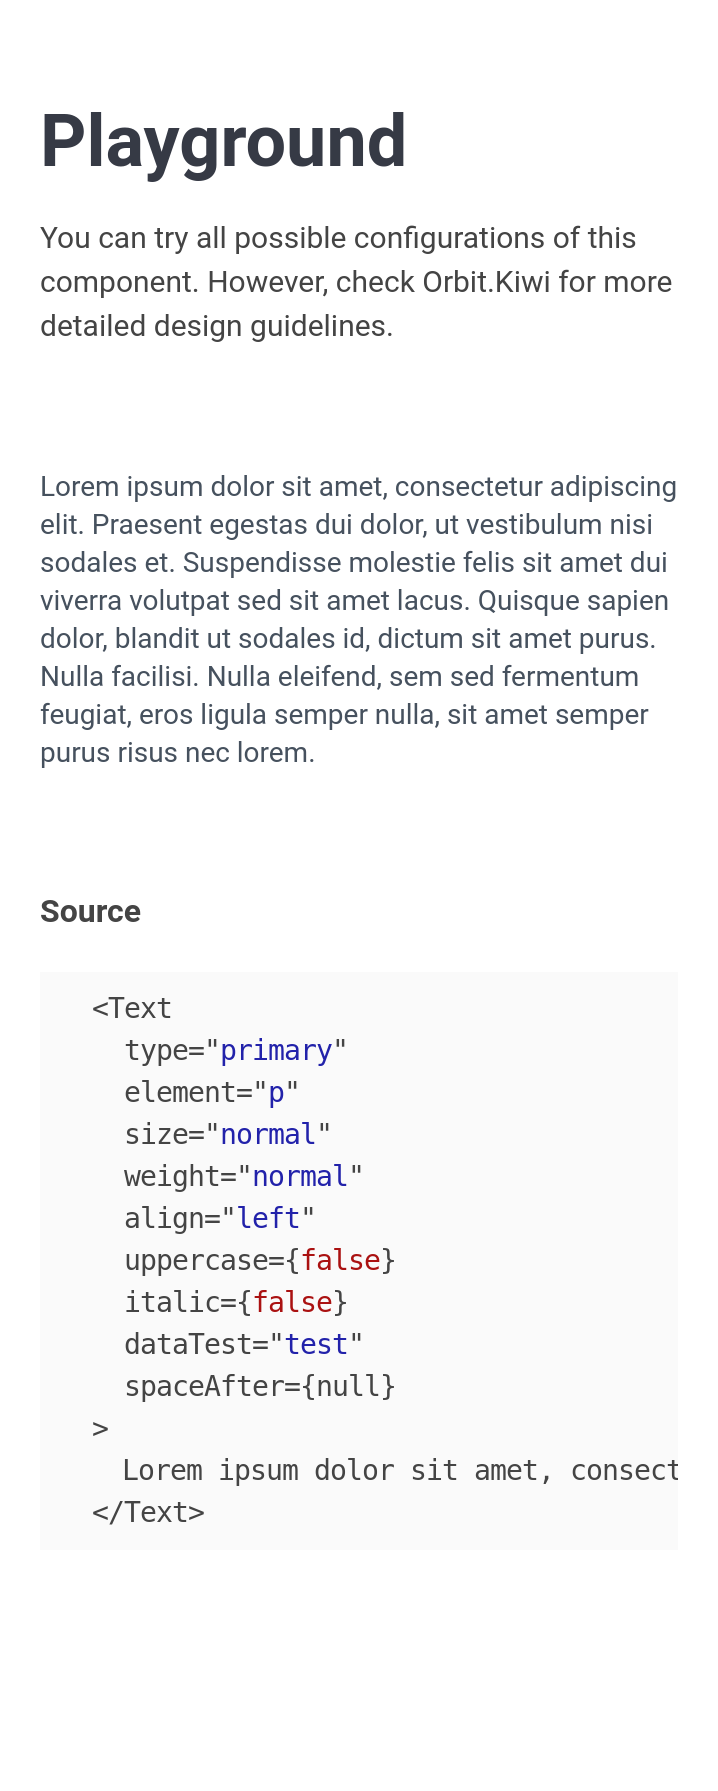 Playground
You can try all possible configurations of this
component. However, check Orbit.Kiwi for more
detailed design guidelines.
Lorem ipsum dolor sit amet, consectetur adipiscing
elit. Praesent egestas dui dolor, ut vestibulum nisi
sodales et. Suspendisse molestie felis sit amet dui
viverra volutpat sed sit amet lacus. Quisque sapien
dolor, blandit ut sodales id, dictum sit amet purus.
Nulla facilisi. Nulla eleifend, sem sed fermentum
feugiat, eros ligula semper nulla, sit amet semper
purus risus nec lorem.
Source
<Text
type="primary"
element="p"
size="normal"
weight="normal"
align="left"
uppercase={false}
italic={false}
dataTest="test"
spaceAfter={null}
>
Lorem ipsum dolor sit amet, consect
</Text>